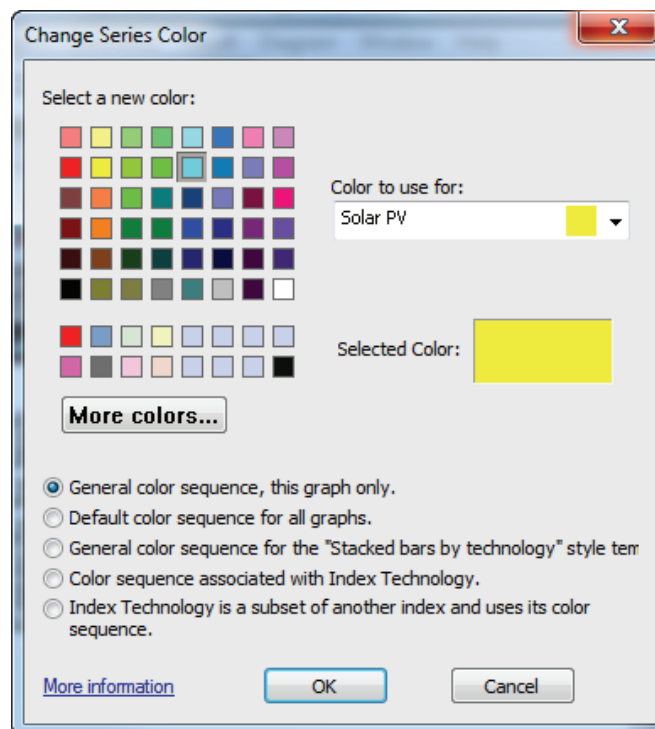 Change Series Color
Select a new color:
Color to use for:
Solar PV
Selected Color:
More colors...
General color sequence, this graph only.
Default color sequence for all graphs.
General color sequence for the "Stacked bars by technology" style tem
Color sequence associated with Index Technology.
Index Technology is a subset of another index and uses its color
sequence.
More information
OK
Cancel